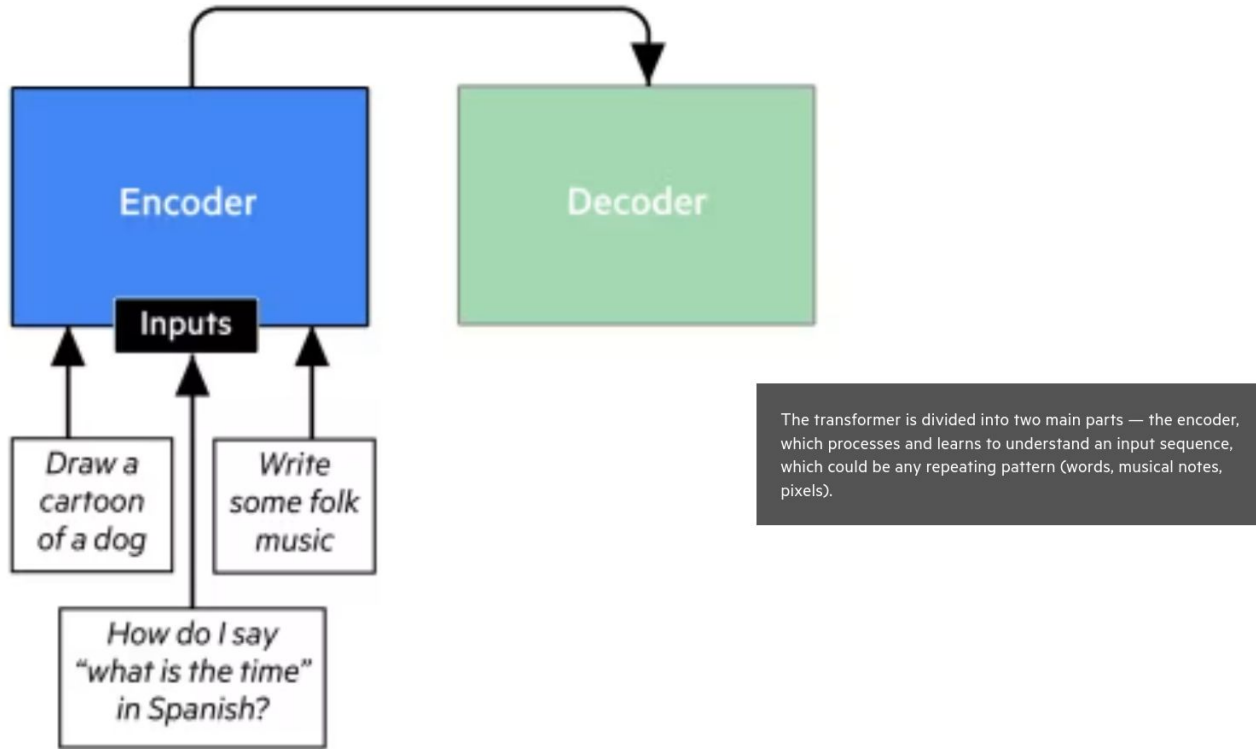 Encoder
Decoder
Inputs
Draw a
cartoon
of a dog
Write
some folk
music
How do I say
“what is the time”
in Spanish?
The transformer is divided into two main parts — the encoder,
which processes and learns to understand an input sequence,
which could be any repeating pattern (words, musical notes,
pixels).